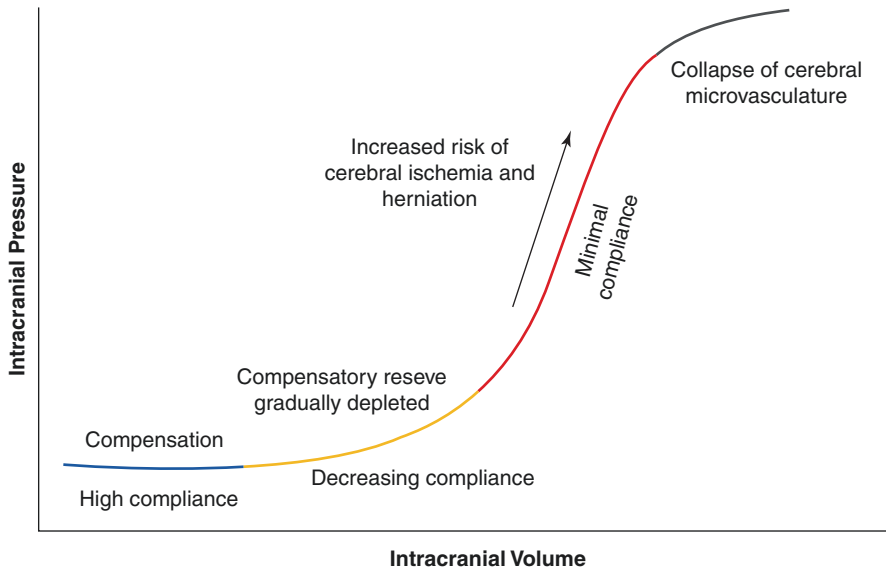 Collapse of cerebral
microvasculature
Increased risk of
cerebral ischemia and
herniation
Minimal
compliance
Intracranial Pressure
Compensatory reseve
gradually depleted
Compensation
Decreasing compliance
High compliance
Intracranial Volume